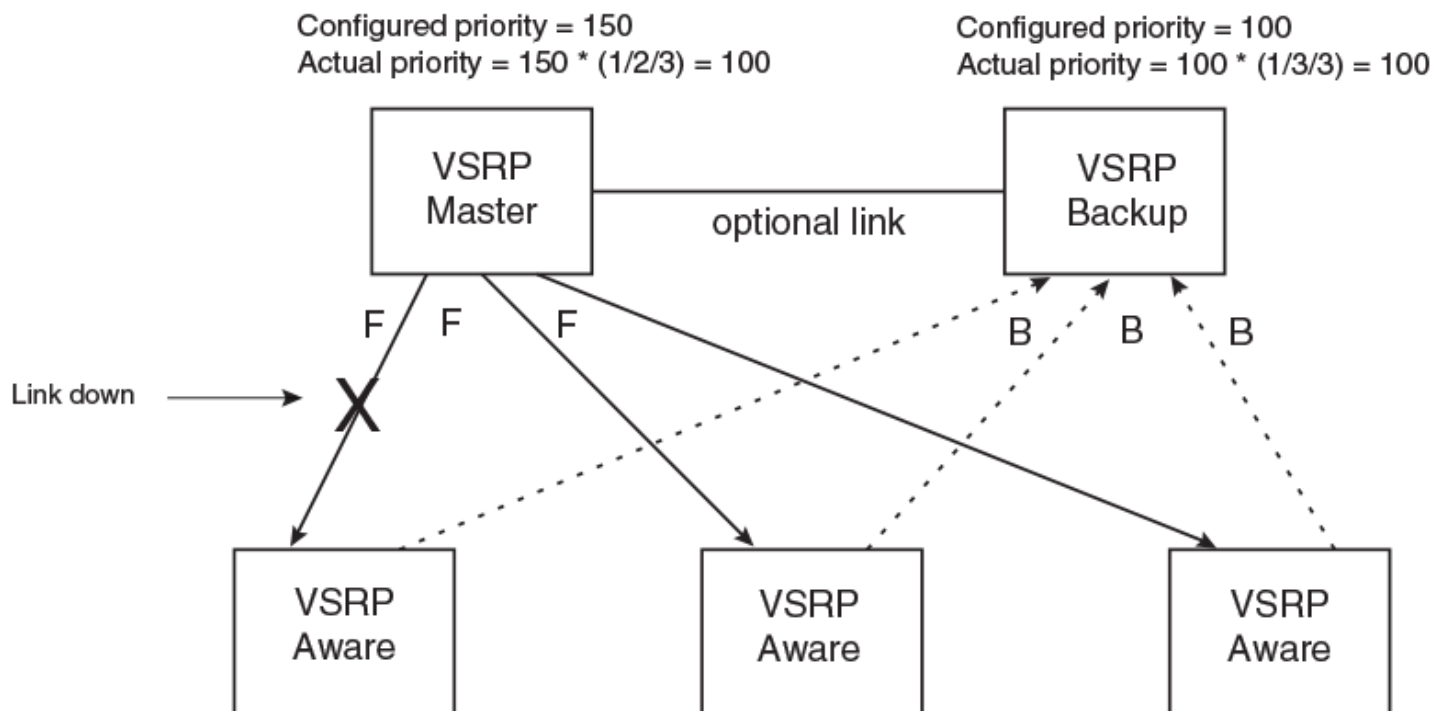 Configured priority = 150
Actual priority = 150 * (1/2/3) = 100
Configured priority = 100
Actual priority = 100 * (1/3/3) = 100
VSRP
Master
optional link
VSRP
Backup
F
F
F
B
B
B
Link down
X
VSRP
Aware
VSRP
Aware
VSRP
Aware